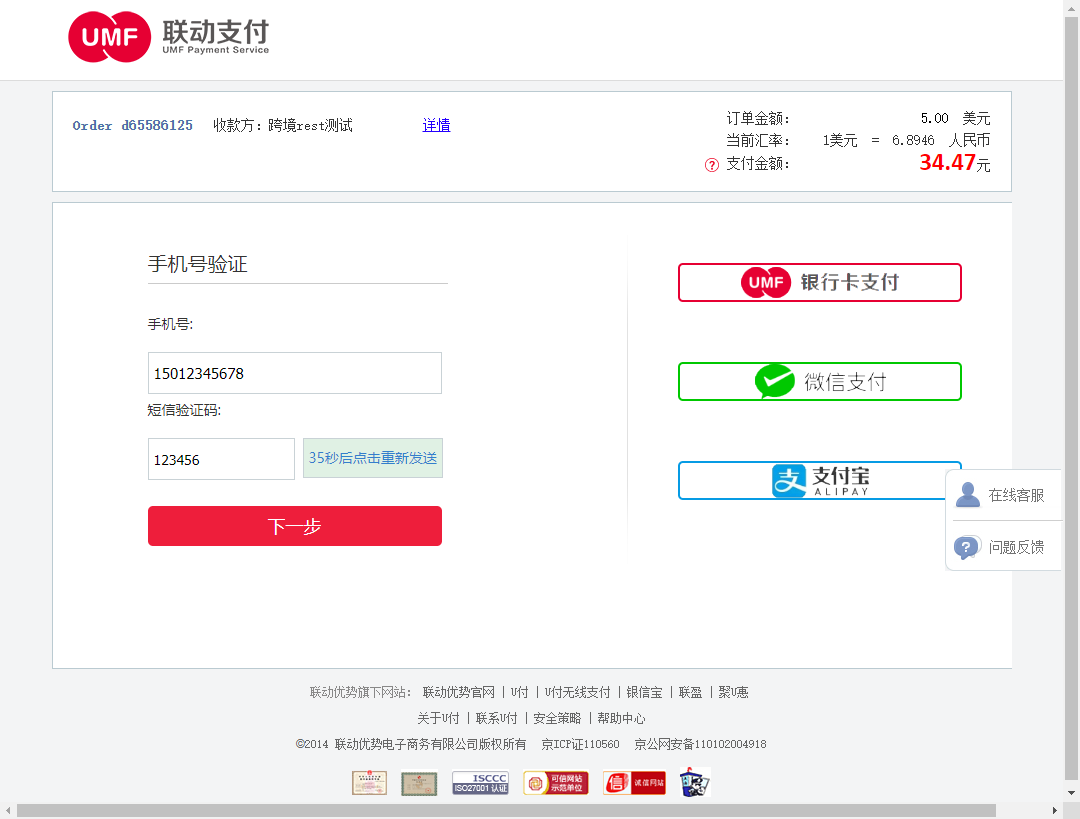 UMF 联动支付
UMF Payment Service
Order d65586125 收款方：跨境rest测试 详情
订单金额： 5.00 美元
当前汇率： 1美元 = 6.8946 人民币
? 支付金额： 34.47元
手机号验证
手机号:
15012345678
短信验证码:
123456 35秒后点击重新发送
下一步
UMF 银行卡支付
微信支付
支 支付宝
ALIPAY
在线客服
? 问题反馈
联动优势旗下网站： 联动优势官网 | U付 | U付无线支付 | 银信宝 | 联盈 | 聚U惠
关于U付 | 联系U付 | 安全策略 | 帮助中心
©2014 联动优势电子商务有限公司版权所有 京ICP证110560 京公网安备110102004918
ISCCC
ISO27001 认证
可信网站
示范单位
信 诚信网站